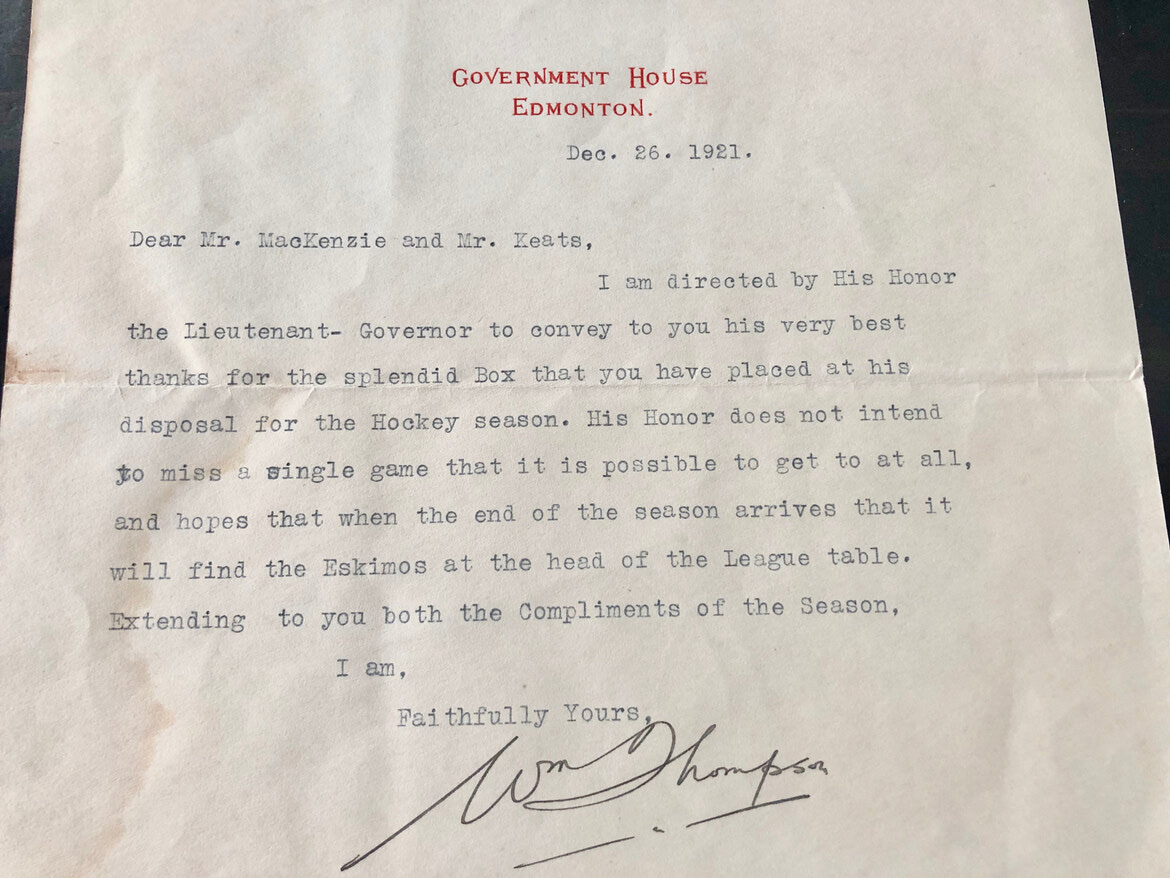 GOVERNMENT HOUSE
EDMONTON.
Dec. 26. 1921.
Dear Mr. MacKenzie and Mr. Keats,
I am directed by His Honor
the Lieutenant- Governor to convey to you his very best
thanks for the splendid Box that you have placed at his
disposal for the Hockey season. His Honor does not intend
to miss a single game that it is possible to get to at all,
and hopes that when the end of the season arrives that it
will find the Eskimos at the head of the League table.
Extending to you both the Compliments of the Season,
I am,
Faithfully Yours,
Wm Thompson